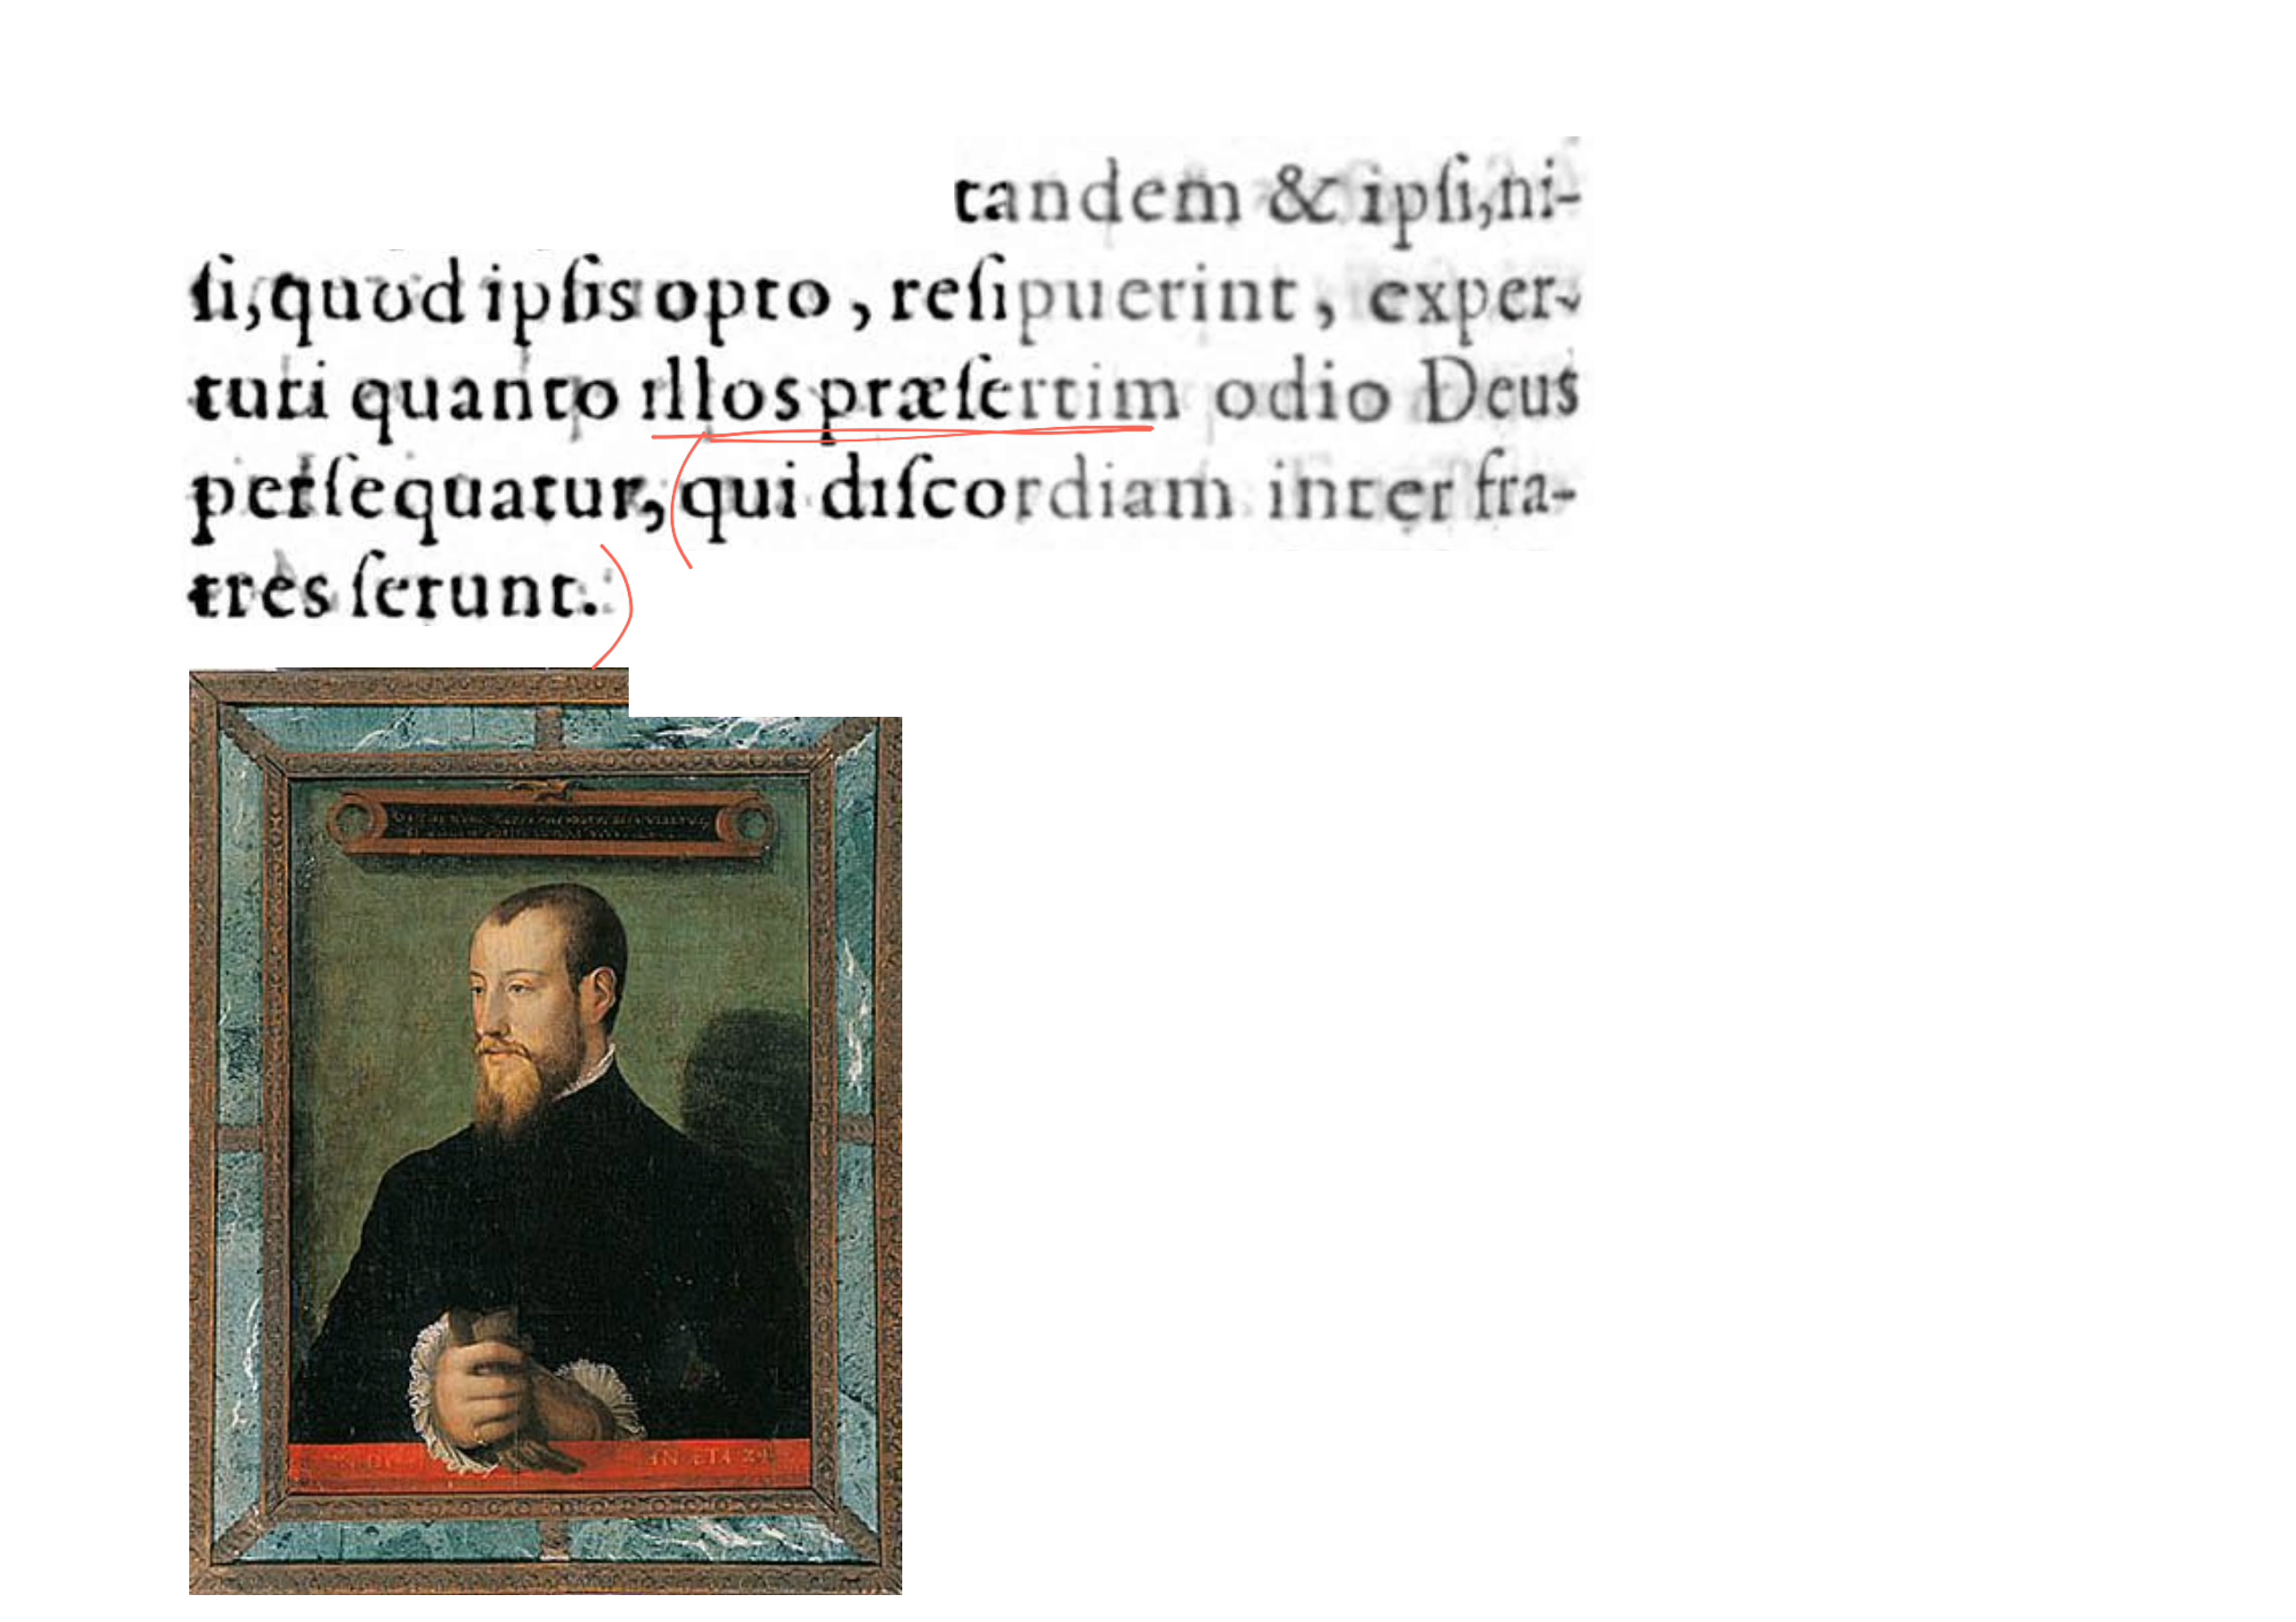 tandem & ipſi,ni-
ſi,quod ipſis opto, reſipuerint, exper-
turi quanto illos præſertim odio Deus
perſequatur, qui diſcordiam inter fra-
tres ſerunt.